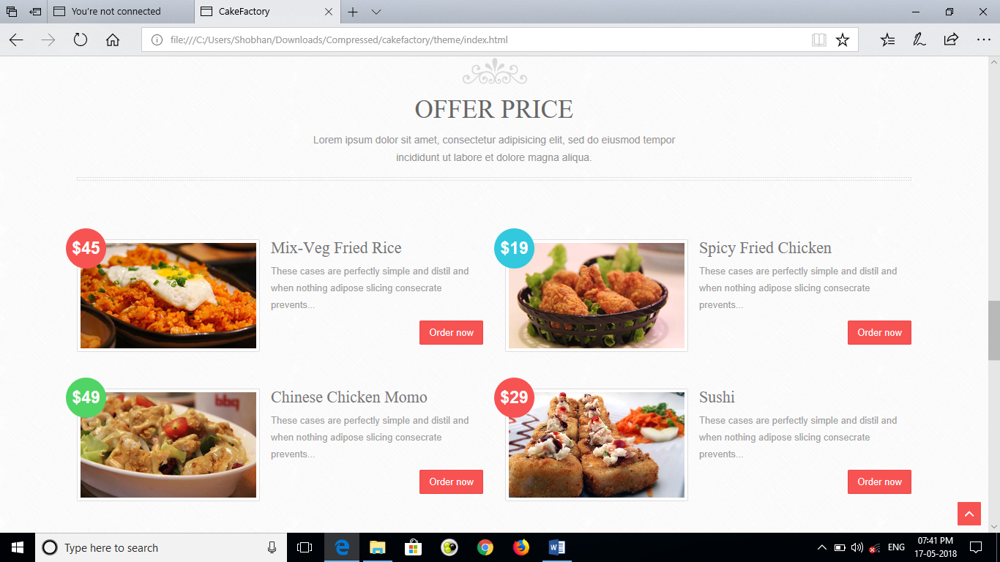 You're not connected
CakeFactory
file:///C:/Users/Shobhan/Downloads/Compressed/cakefactory/theme/index.html
OFFER PRICE
Lorem ipsum dolor sit amet, consectetur adipisicing elit, sed do eiusmod tempor
incididunt ut labore et dolore magna aliqua.
$45
Mix-Veg Fried Rice
These cases are perfectly simple and distil and
when nothing adipose slicing consecrate
prevents...
Order now
$19
Spicy Fried Chicken
These cases are perfectly simple and distil and
when nothing adipose slicing consecrate
prevents...
Order now
$49
bbq
Chinese Chicken Momo
These cases are perfectly simple and distil and
when nothing adipose slicing consecrate
prevents...
Order now
$29
Sushi
These cases are perfectly simple and distil and
when nothing adipose slicing consecrate
prevents...
Order now
Type here to search
ENG
07:41 PM
17-05-2018